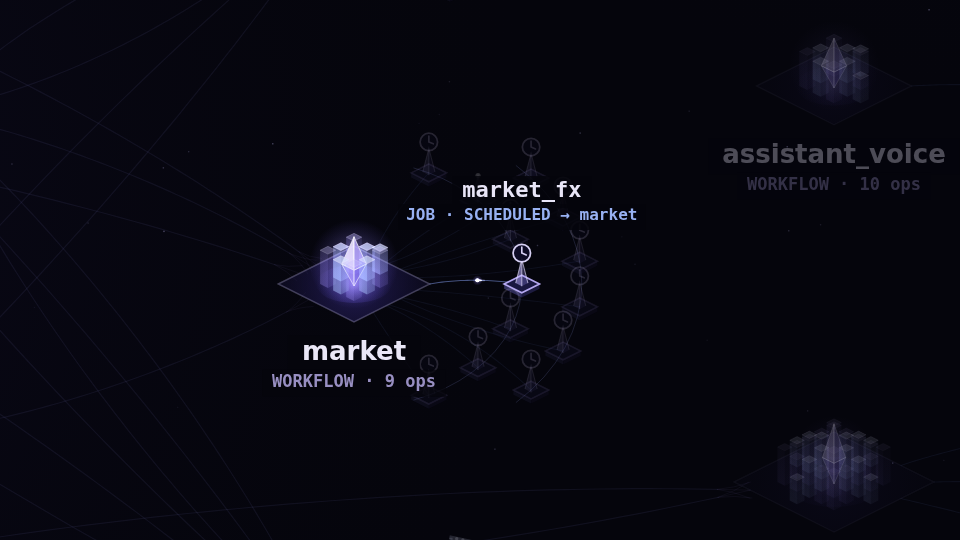 assistant_voice
WORKFLOW · 10 ops
market_fx
JOB · SCHEDULED → market
market
WORKFLOW · 9 ops